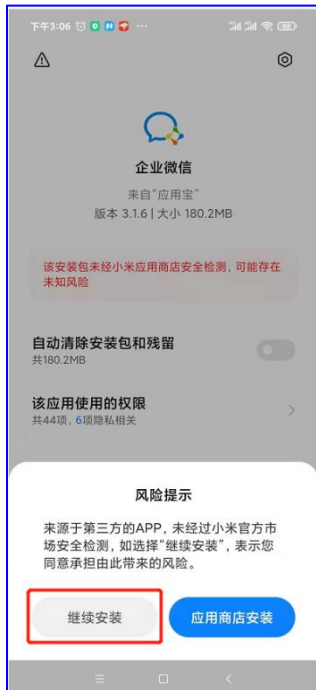 下午3:06
企业微信
来自"应用宝"
版本 3.1.6 | 大小 180.2MB
该安装包未经小米应用商店安全检测，可能存在
未知风险
自动清除安装包和残留
共180.2MB
该应用使用的权限
共44项，6项隐私相关
风险提示
来源于第三方的APP，未经过小米官方市
场安全检测，如选择"继续安装"，表示您
同意承担由此带来的风险。
继续安装
应用商店安装